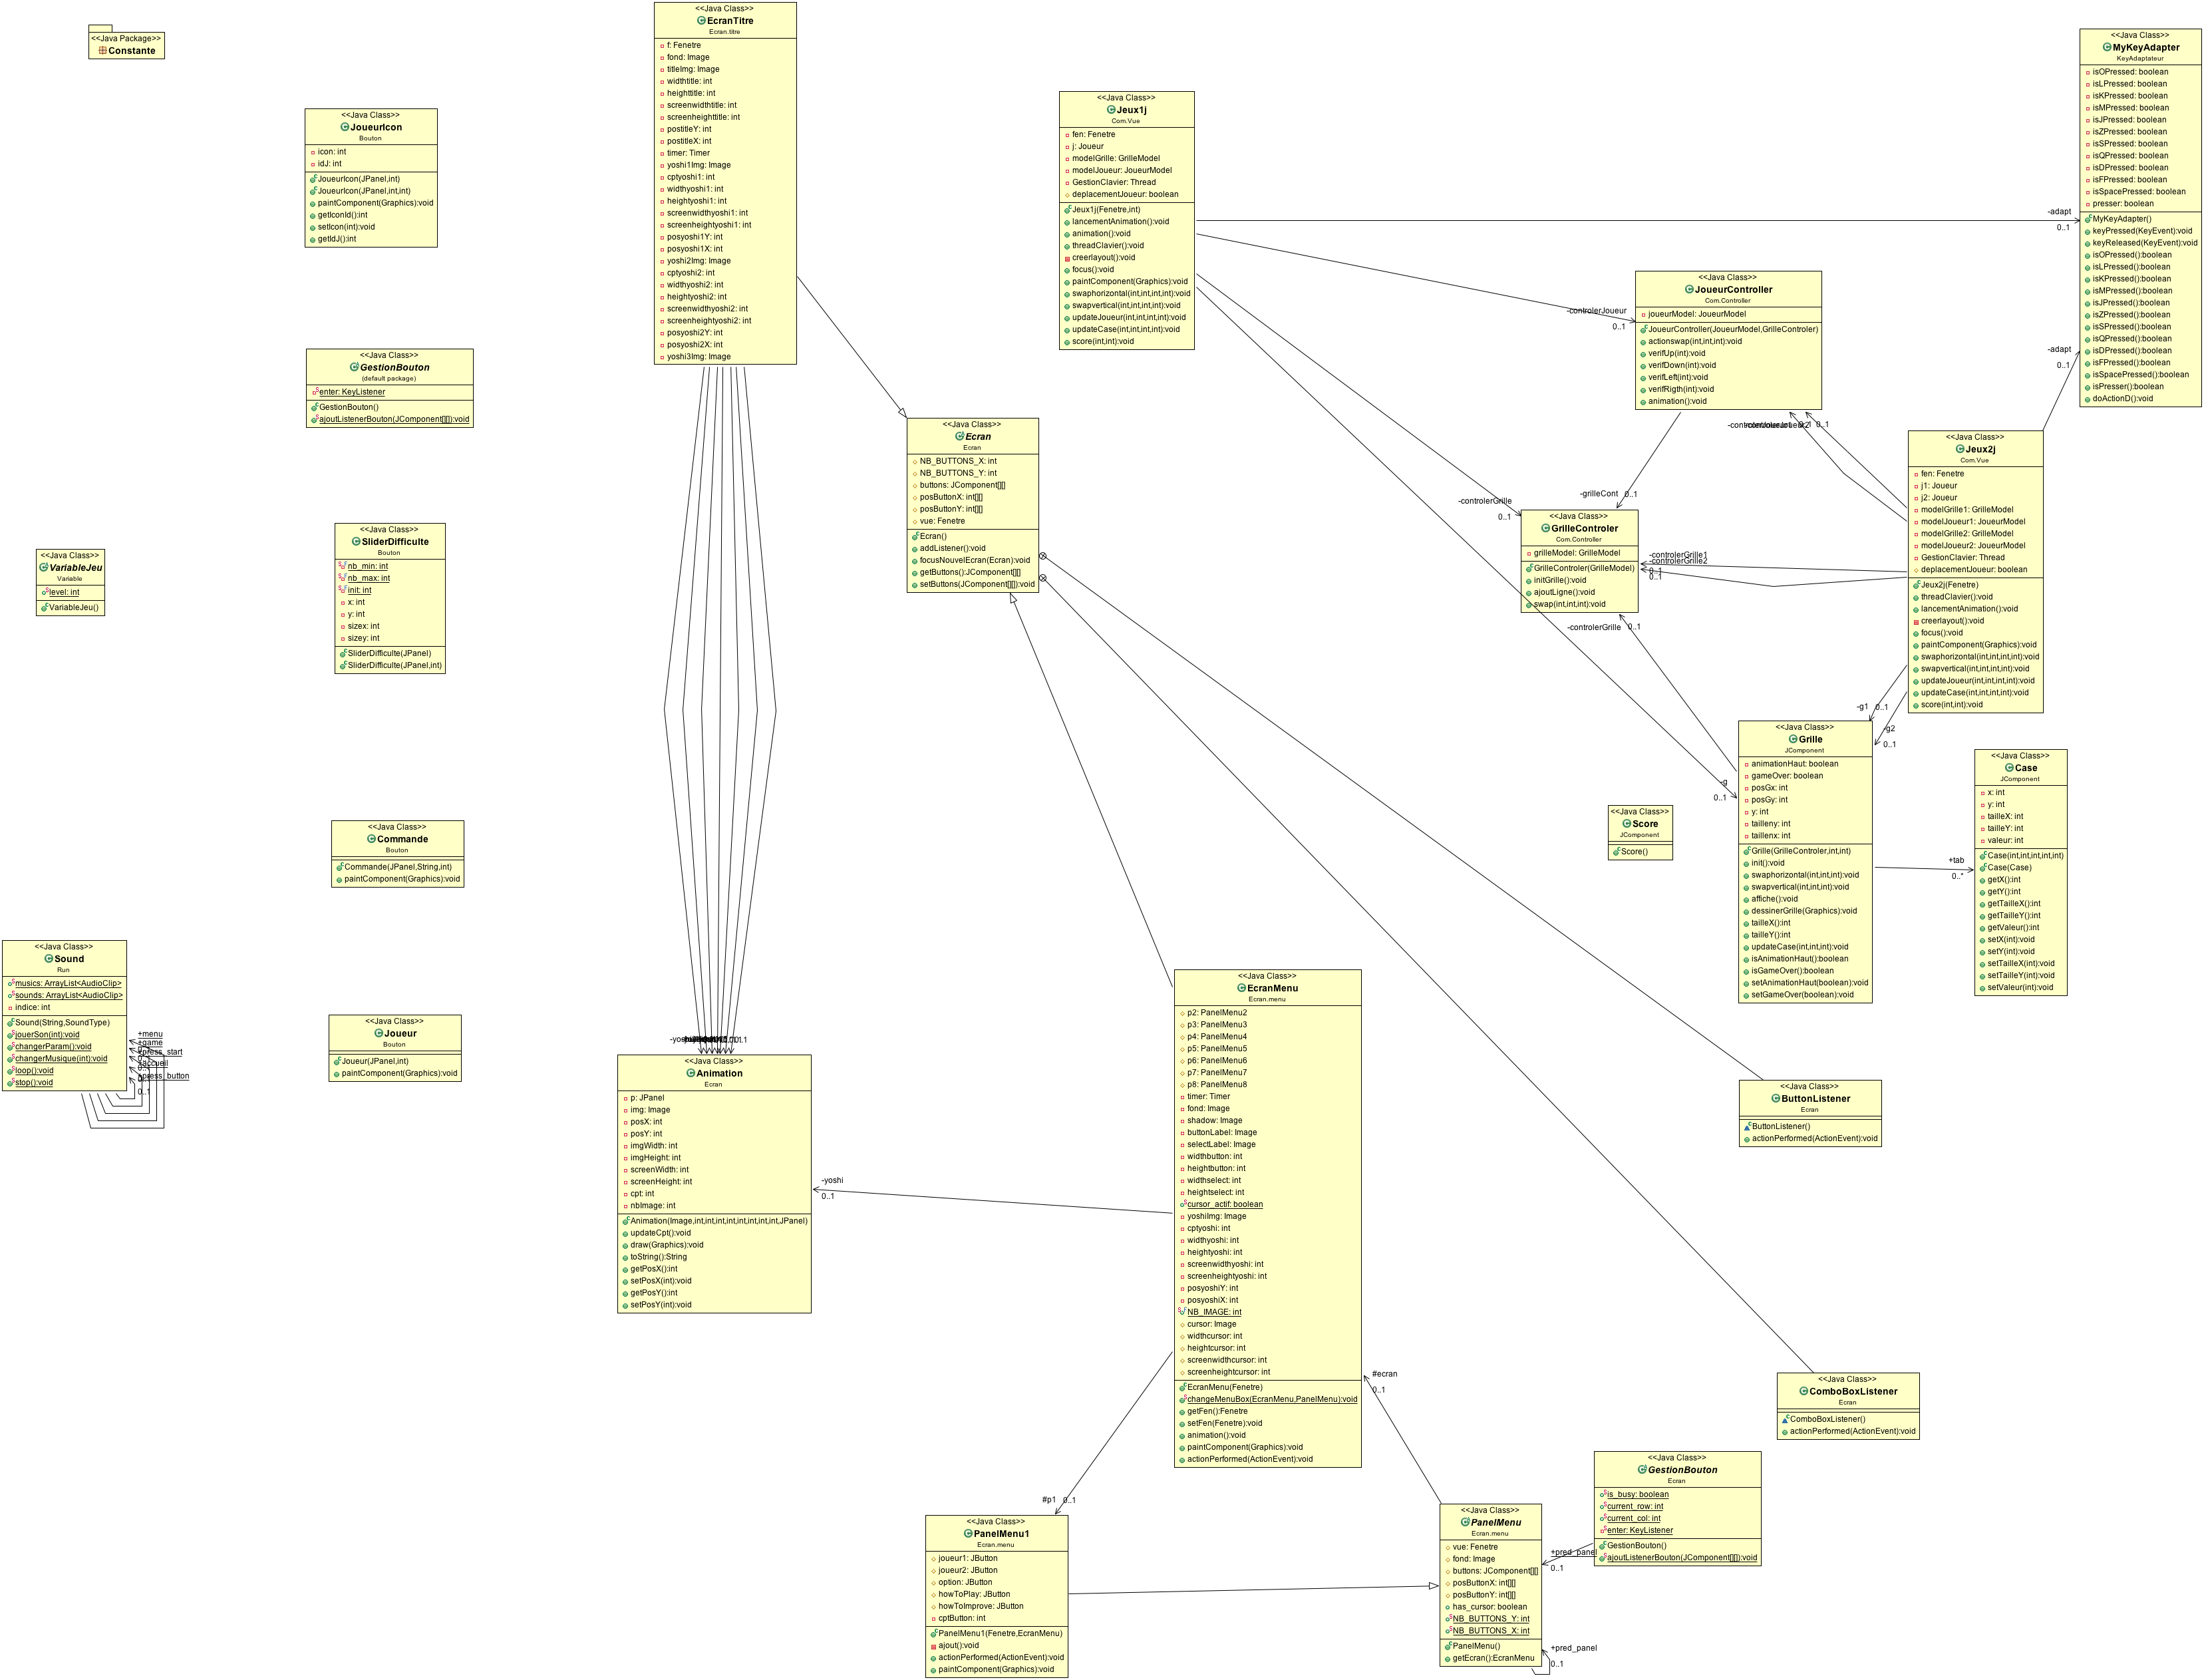 <<Java Package>>
Constante
<<Java Class>>
JoueurIcon
Bouton
icon: int
idJ: int
JoueurIcon(JPanel,int)
JoueurIcon(JPanel,int,int)
paintComponent(Graphics):void
getIconId():int
setIcon(int):void
getIdJ():int
<<Java Class>>
GestionBouton
(default package)
enter: KeyListener
GestionBouton()
ajoutListenerBouton(JComponent[][]):void
<<Java Class>>
SliderDifficulte
Bouton
nb_min: int
nb_max: int
init: int
x: int
y: int
sizex: int
sizey: int
SliderDifficulte(JPanel)
SliderDifficulte(JPanel,int)
<<Java Class>>
VariableJeu
Variable
level: int
VariableJeu()
<<Java Class>>
Commande
Bouton
Commande(JPanel,String,int)
paintComponent(Graphics):void
<<Java Class>>
Sound
Run
musics: ArrayList<AudioClip>
sounds: ArrayList<AudioClip>
indice: int
Sound(String,SoundType)
jouerSon(int):void
changerParam():void
changerMusique(int):void
loop():void
stop():void
+menu
+game
+press_start
+accueil
+press_button
0..1
<<Java Class>>
Joueur
Bouton
Joueur(JPanel,int)
paintComponent(Graphics):void
<<Java Class>>
EcranTitre
Ecran.titre
f: Fenetre
fond: Image
titleImg: Image
widthtitle: int
heighttitle: int
screenwidthtitle: int
screenheighttitle: int
postitleY: int
postitleX: int
timer: Timer
yoshi1Img: Image
cptyoshi1: int
widthyoshi1: int
heightyoshi1: int
screenwidthyoshi1: int
screenheightyoshi1: int
posyoshi1Y: int
posyoshi1X: int
yoshi2Img: Image
cptyoshi2: int
widthyoshi2: int
heightyoshi2: int
screenwidthyoshi2: int
screenheightyoshi2: int
posyoshi2Y: int
posyoshi2X: int
yoshi3Img: Image
<<Java Class>>
Ecran
Ecran
NB_BUTTONS_X: int
NB_BUTTONS_Y: int
buttons: JComponent[][]
posButtonX: int[][]
posButtonY: int[][]
vue: Fenetre
Ecran()
addListener():void
focusNouvelEcran(Ecran):void
getButtons():JComponent[][]
setButtons(JComponent[][]):void
<<Java Class>>
Animation
Ecran
p: JPanel
img: Image
posX: int
posY: int
imgWidth: int
imgHeight: int
screenWidth: int
screenHeight: int
cpt: int
nbImage: int
Animation(Image,int,int,int,int,int,int,int,int,JPanel)
updateCpt():void
draw(Graphics):void
toString():String
getPosX():int
setPosX(int):void
getPosY():int
setPosY(int):void
-yoshi
0..1
<<Java Class>>
EcranMenu
Ecran.menu
p2: PanelMenu2
p3: PanelMenu3
p4: PanelMenu4
p5: PanelMenu5
p6: PanelMenu6
p7: PanelMenu7
p8: PanelMenu8
timer: Timer
fond: Image
shadow: Image
buttonLabel: Image
selectLabel: Image
widthbutton: int
heightbutton: int
widthselect: int
heightselect: int
cursor_actif: boolean
yoshiImg: Image
cptyoshi: int
widthyoshi: int
heightyoshi: int
screenwidthyoshi: int
screenheightyoshi: int
posyoshiY: int
posyoshiX: int
NB_IMAGE: int
cursor: Image
widthcursor: int
heightcursor: int
screenwidthcursor: int
screenheightcursor: int
EcranMenu(Fenetre)
changeMenuBox(EcranMenu,PanelMenu):void
getFen():Fenetre
setFen(Fenetre):void
animation():void
paintComponent(Graphics):void
actionPerformed(ActionEvent):void
#p1
0..1
#ecran
0..1
<<Java Class>>
PanelMenu1
Ecran.menu
joueur1: JButton
joueur2: JButton
option: JButton
howToPlay: JButton
howToImprove: JButton
cptButton: int
PanelMenu1(Fenetre,EcranMenu)
ajout():void
actionPerformed(ActionEvent):void
paintComponent(Graphics):void
<<Java Class>>
PanelMenu
Ecran.menu
vue: Fenetre
fond: Image
buttons: JComponent[][]
posButtonX: int[][]
posButtonY: int[][]
has_cursor: boolean
NB_BUTTONS_Y: int
NB_BUTTONS_X: int
PanelMenu()
getEcran():EcranMenu
+pred_panel
0..1
+pred_panel
0..1
<<Java Class>>
GestionBouton
Ecran
is_busy: boolean
current_row: int
current_col: int
enter: KeyListener
GestionBouton()
ajoutListenerBouton(JComponent[][]):void
<<Java Class>>
ComboBoxListener
Ecran
ComboBoxListener()
actionPerformed(ActionEvent):void
<<Java Class>>
ButtonListener
Ecran
ButtonListener()
actionPerformed(ActionEvent):void
<<Java Class>>
Jeux1j
Com.Vue
fen: Fenetre
j: Joueur
modelGrille: GrilleModel
modelJoueur: JoueurModel
GestionClavier: Thread
deplacementJoueur: boolean
Jeux1j(Fenetre,int)
lancementAnimation():void
animation():void
threadClavier():void
creerlayout():void
focus():void
paintComponent(Graphics):void
swaphorizontal(int,int,int,int):void
swapvertical(int,int,int,int):void
updateJoueur(int,int,int,int):void
updateCase(int,int,int,int):void
score(int,int):void
-adapt
0..1
-controlerJoueur
0..1
-controlerGrille
0..1
-g
0..1
<<Java Class>>
JoueurController
Com.Controller
joueurModel: JoueurModel
JoueurController(JoueurModel,GrilleControler)
actionswap(int,int,int):void
verifUp(int):void
verifDown(int):void
verifLeft(int):void
verifRigth(int):void
animation():void
-grilleCont
0..1
<<Java Class>>
GrilleControler
Com.Controller
grilleModel: GrilleModel
GrilleControler(GrilleModel)
initGrille():void
ajoutLigne():void
swap(int,int,int):void
-controlerGrille1
-controlerGrille2
0..1
0..1
-controlerGrille
0..1
<<Java Class>>
MyKeyAdapter
KeyAdaptateur
isOPressed: boolean
isLPressed: boolean
isKPressed: boolean
isMPressed: boolean
isJPressed: boolean
isZPressed: boolean
isSPressed: boolean
isQPressed: boolean
isDPressed: boolean
isFPressed: boolean
isSpacePressed: boolean
presser: boolean
MyKeyAdapter()
keyPressed(KeyEvent):void
keyReleased(KeyEvent):void
isOPressed():boolean
isLPressed():boolean
isKPressed():boolean
isMPressed():boolean
isJPressed():boolean
isZPressed():boolean
isSPressed():boolean
isQPressed():boolean
isDPressed():boolean
isFPressed():boolean
isSpacePressed():boolean
isPresser():boolean
doActionD():void
-adapt
0..1
<<Java Class>>
Jeux2j
Com.Vue
fen: Fenetre
j1: Joueur
j2: Joueur
modelGrille1: GrilleModel
modelJoueur1: JoueurModel
modelGrille2: GrilleModel
modelJoueur2: JoueurModel
GestionClavier: Thread
deplacementJoueur: boolean
Jeux2j(Fenetre)
threadClavier():void
lancementAnimation():void
creerlayout():void
focus():void
paintComponent(Graphics):void
swaphorizontal(int,int,int,int):void
swapvertical(int,int,int,int):void
updateJoueur(int,int,int,int):void
updateCase(int,int,int,int):void
score(int,int):void
-g1
0..1
-g2
0..1
<<Java Class>>
Grille
JComponent
animationHaut: boolean
gameOver: boolean
posGx: int
posGy: int
y: int
tailleny: int
taillenx: int
Grille(GrilleControler,int,int)
init():void
swaphorizontal(int,int,int):void
swapvertical(int,int,int):void
affiche():void
dessinerGrille(Graphics):void
tailleX():int
tailleY():int
updateCase(int,int,int):void
isAnimationHaut():boolean
isGameOver():boolean
setAnimationHaut(boolean):void
setGameOver(boolean):void
+tab
0..*
<<Java Class>>
Case
JComponent
x: int
y: int
tailleX: int
tailleY: int
valeur: int
Case(int,int,int,int,int)
Case(Case)
getX():int
getY():int
getTailleX():int
getTailleY():int
getValeur():int
setX(int):void
setY(int):void
setTailleX(int):void
setTailleY(int):void
setValeur(int):void
<<Java Class>>
Score
JComponent
Score()